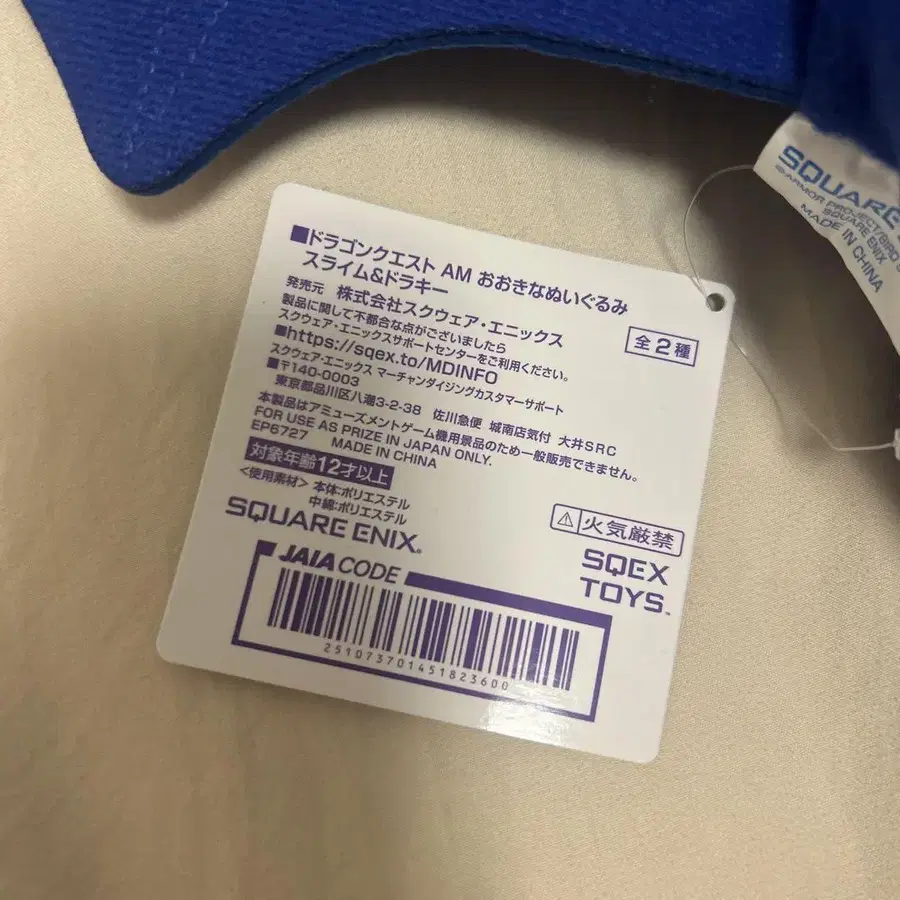 ■ドラゴンクエスト AM おおきなぬいぐるみ
スライム&ドラキー
全2種
発売元 株式会社スクウェア・エニックス
製品に関して不都合な点がございましたら
スクウェア・エニックスサポートセンターをご利用ください。
■https://sqex.to/MDINFO
スクウェア・エニックス マーチャンダイジングカスタマーサポート
■〒140-0003
東京都品川区八潮3-2-38 佐川急便 城南店気付 大井SRC
本製品はアミューズメントゲーム機用景品のため一般販売できません。
FOR USE AS PRIZE IN JAPAN ONLY.
EP6727 MADE IN CHINA
対象年齢12才以上
<使用素材> 本体:ポリエステル
中綿:ポリエステル
⚠火気厳禁
SQUARE ENIX®
SQEX
TOYS™
JAIA CODE
251073701451823600
SQUARE
©ARMOR PROJECT/BIRD
SQUARE ENIX
MADE IN CHINA